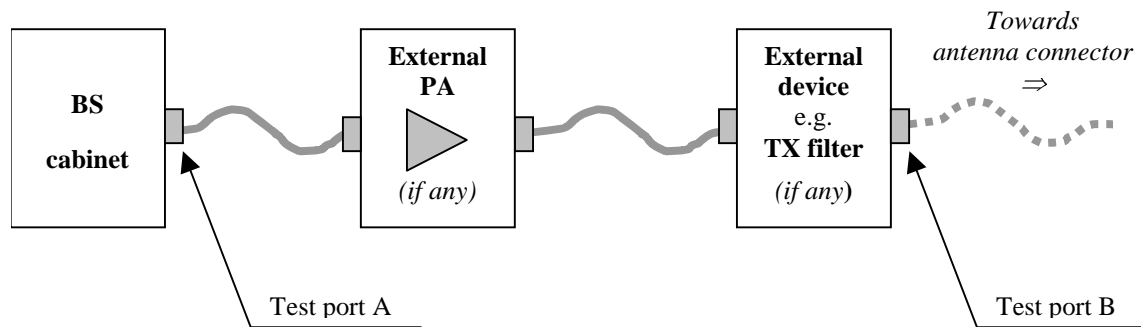 BS
cabinet
External
PA
(if any)
External
device
e.g.
TX filter
(if any)
Towards
antenna connector
⇒
Test port A
Test port B